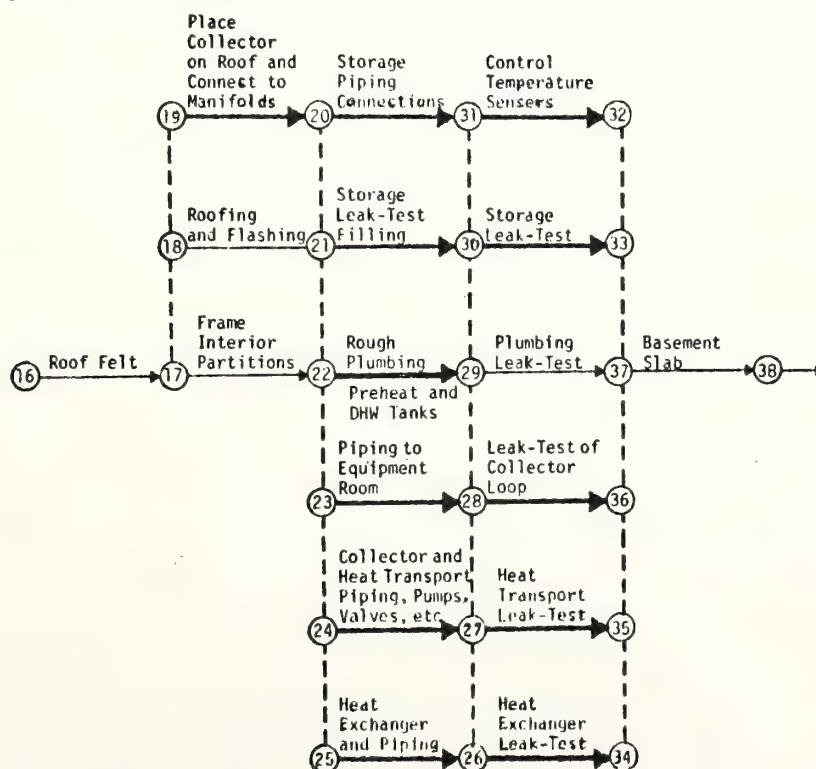 Place
Collector
on Roof and
Connect to
Manifolds
Storage
Piping
Connections
Control
Temperature
Sensers
19
20
31
32
Roofing
and Flashing
Storage
Leak-Test
Filling
Storage
Leak-Test
18
21
30
33
Frame
Interior
Partitions
Rough
Plumbing
Preheat and
DHW Tanks
Plumbing
Leak-Test
Basement
Slab
16
Roof Felt
17
22
29
37
38
Piping to
Equipment
Room
Leak-Test of
Collector
Loop
23
28
36
Collector and
Heat Transport
Piping, Pumps,
Valves, etc
Heat
Transport
Leak-Test
24
27
35
Heat
Exchanger
and Piping
Heat
Exchanger
Leak-Test
25
26
34